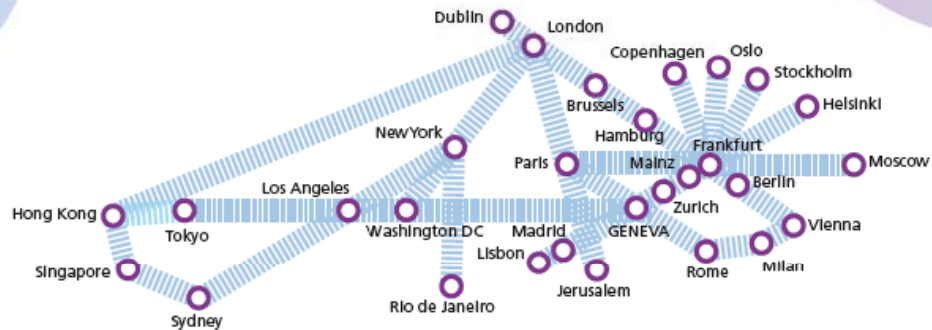 Dublin
London
Copenhagen
Oslo
Stockholm
Brussels
Helsinki
Hamburg
New York
Frankfurt
Paris
Mainz
Moscow
Berlin
Los Angeles
Zurich
Hong Kong
Tokyo
Washington DC
Madrid
GENEVA
Vienna
Lisbon
Singapore
Rome
Milan
Jerusalem
Rio de Janeiro
Sydney